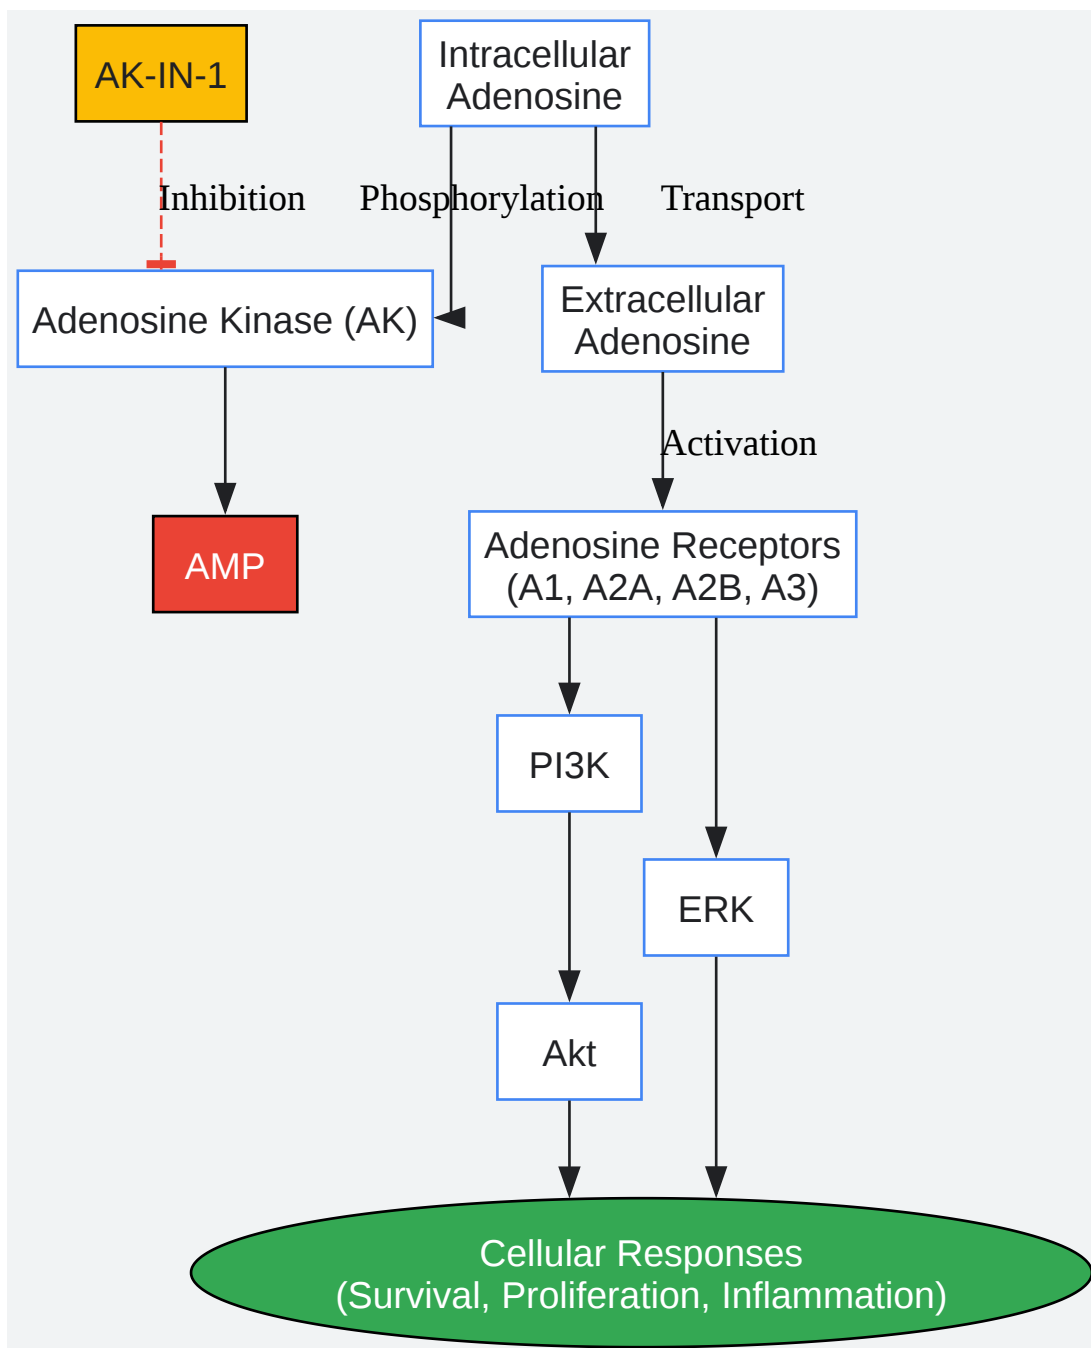 AK-IN-1
Intracellular
Adenosine
Inhibition
Phosphorylation
Transport
Adenosine Kinase (AK)
Extracellular
Adenosine
Activation
AMP
Adenosine Receptors
(A1, A2A, A2B, A3)
PI3K
ERK
Akt
Cellular Responses
(Survival, Proliferation, Inflammation)